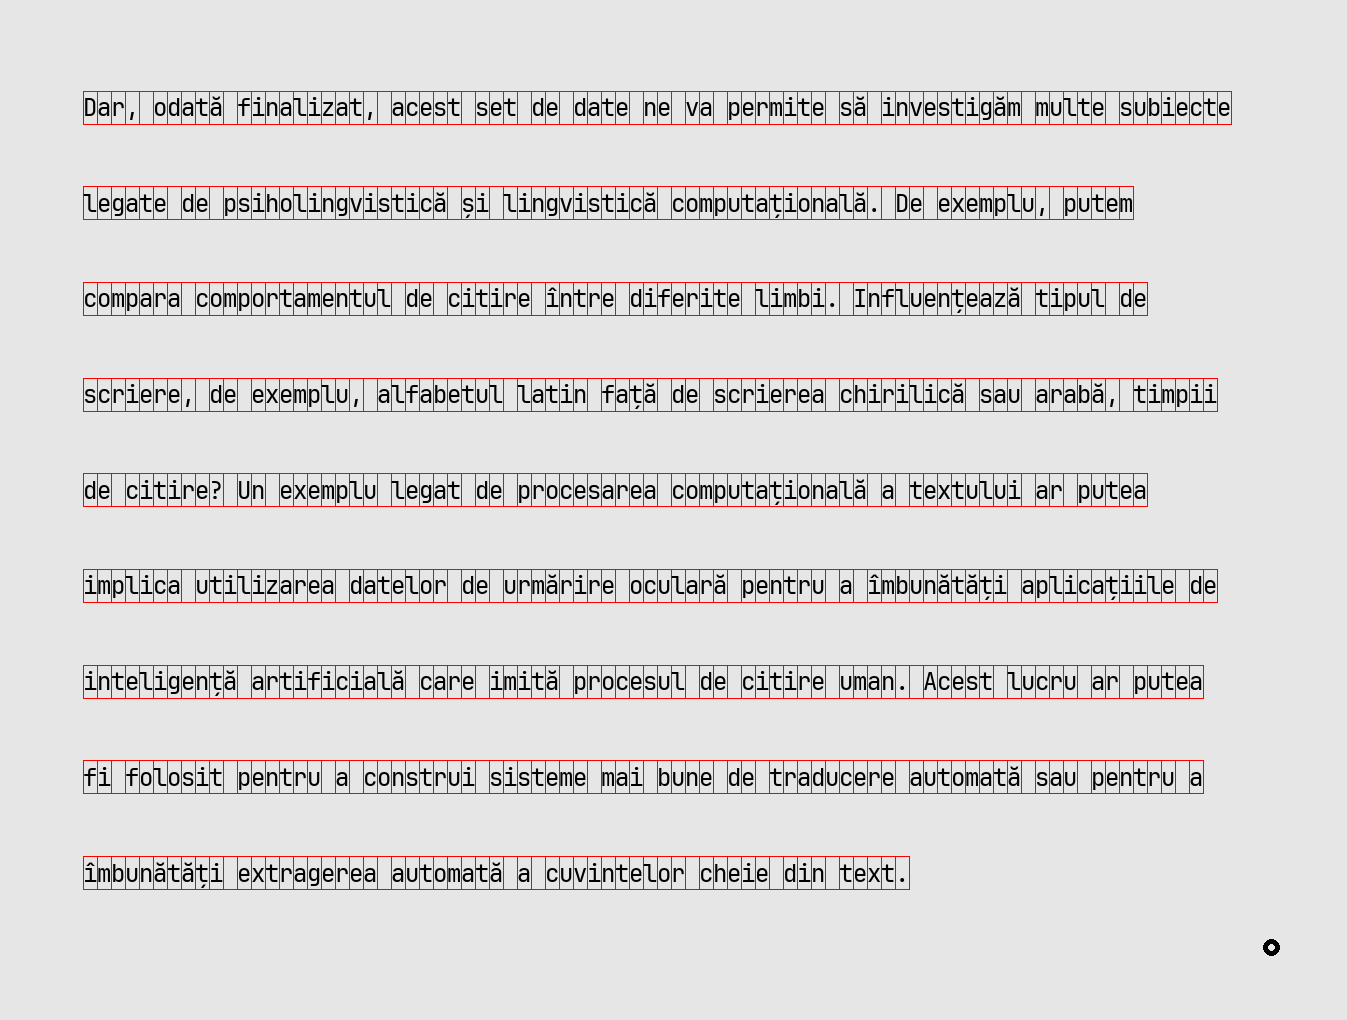 Dar, odată finalizat, acest set de date ne va permite să investigăm multe subiecte
legate de psiholingvistică și lingvistică computațională. De exemplu, putem
compara comportamentul de citire între diferite limbi. Influențează tipul de
scriere, de exemplu, alfabetul latin față de scrierea chirilică sau arabă, timpii
de citire? Un exemplu legat de procesarea computațională a textului ar putea
implica utilizarea datelor de urmărire oculară pentru a îmbunătăți aplicațiile de
inteligență artificială care imită procesul de citire uman. Acest lucru ar putea
fi folosit pentru a construi sisteme mai bune de traducere automată sau pentru a
îmbunătăți extragerea automată a cuvintelor cheie din text.